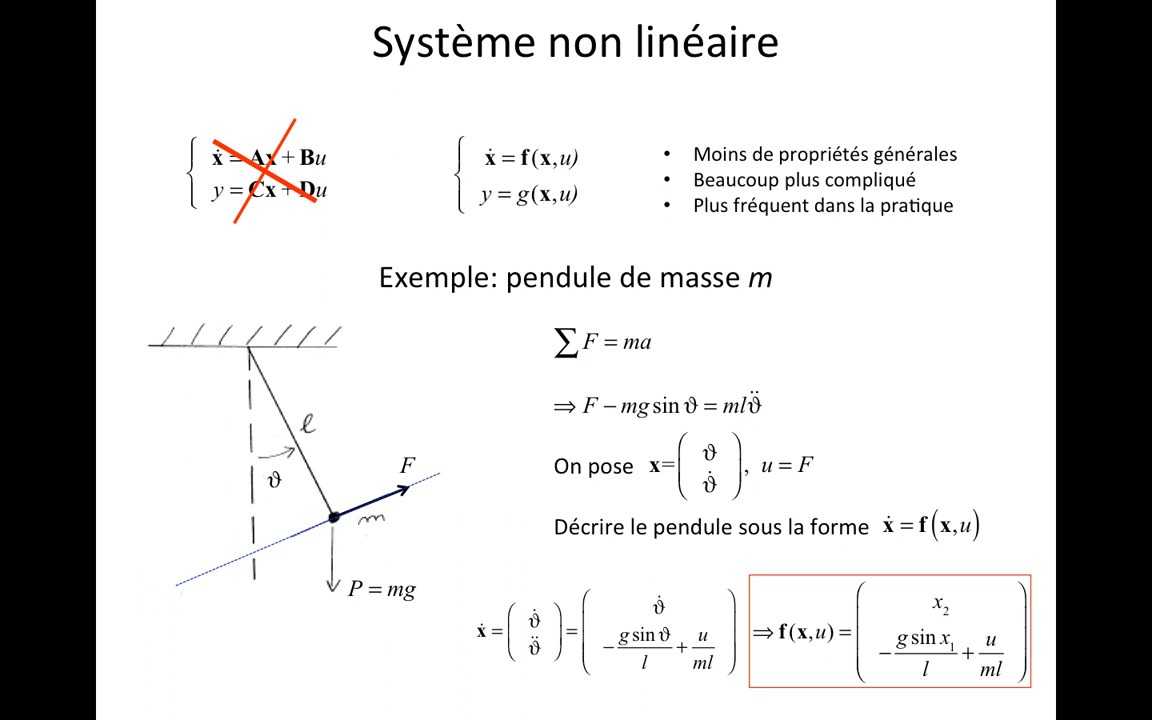 Système non linéaire
ẋ = Ax + Bu
y = Cx + Du
ẋ = f(x,u)
y = g(x,u)
• Moins de propriétés générales
• Beaucoup plus compliqué
• Plus fréquent dans la pratique
Exemple: pendule de masse m
∑ F = ma
⇒ F − mg sin ϑ = mlϑ̈
ℓ
ϑ
F
m
P = mg
On pose x = ( ϑ ; ϑ̇ ), u = F
Décrire le pendule sous la forme ẋ = f(x,u)
ẋ = ( ϑ̇ ; ϑ̈ ) = ( ϑ̇ ; − g sin ϑ / l + u / ml ) ⇒ f(x,u) = ( x₂ ; − g sin x₁ / l + u / ml )